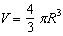 V = 4/3 πR³